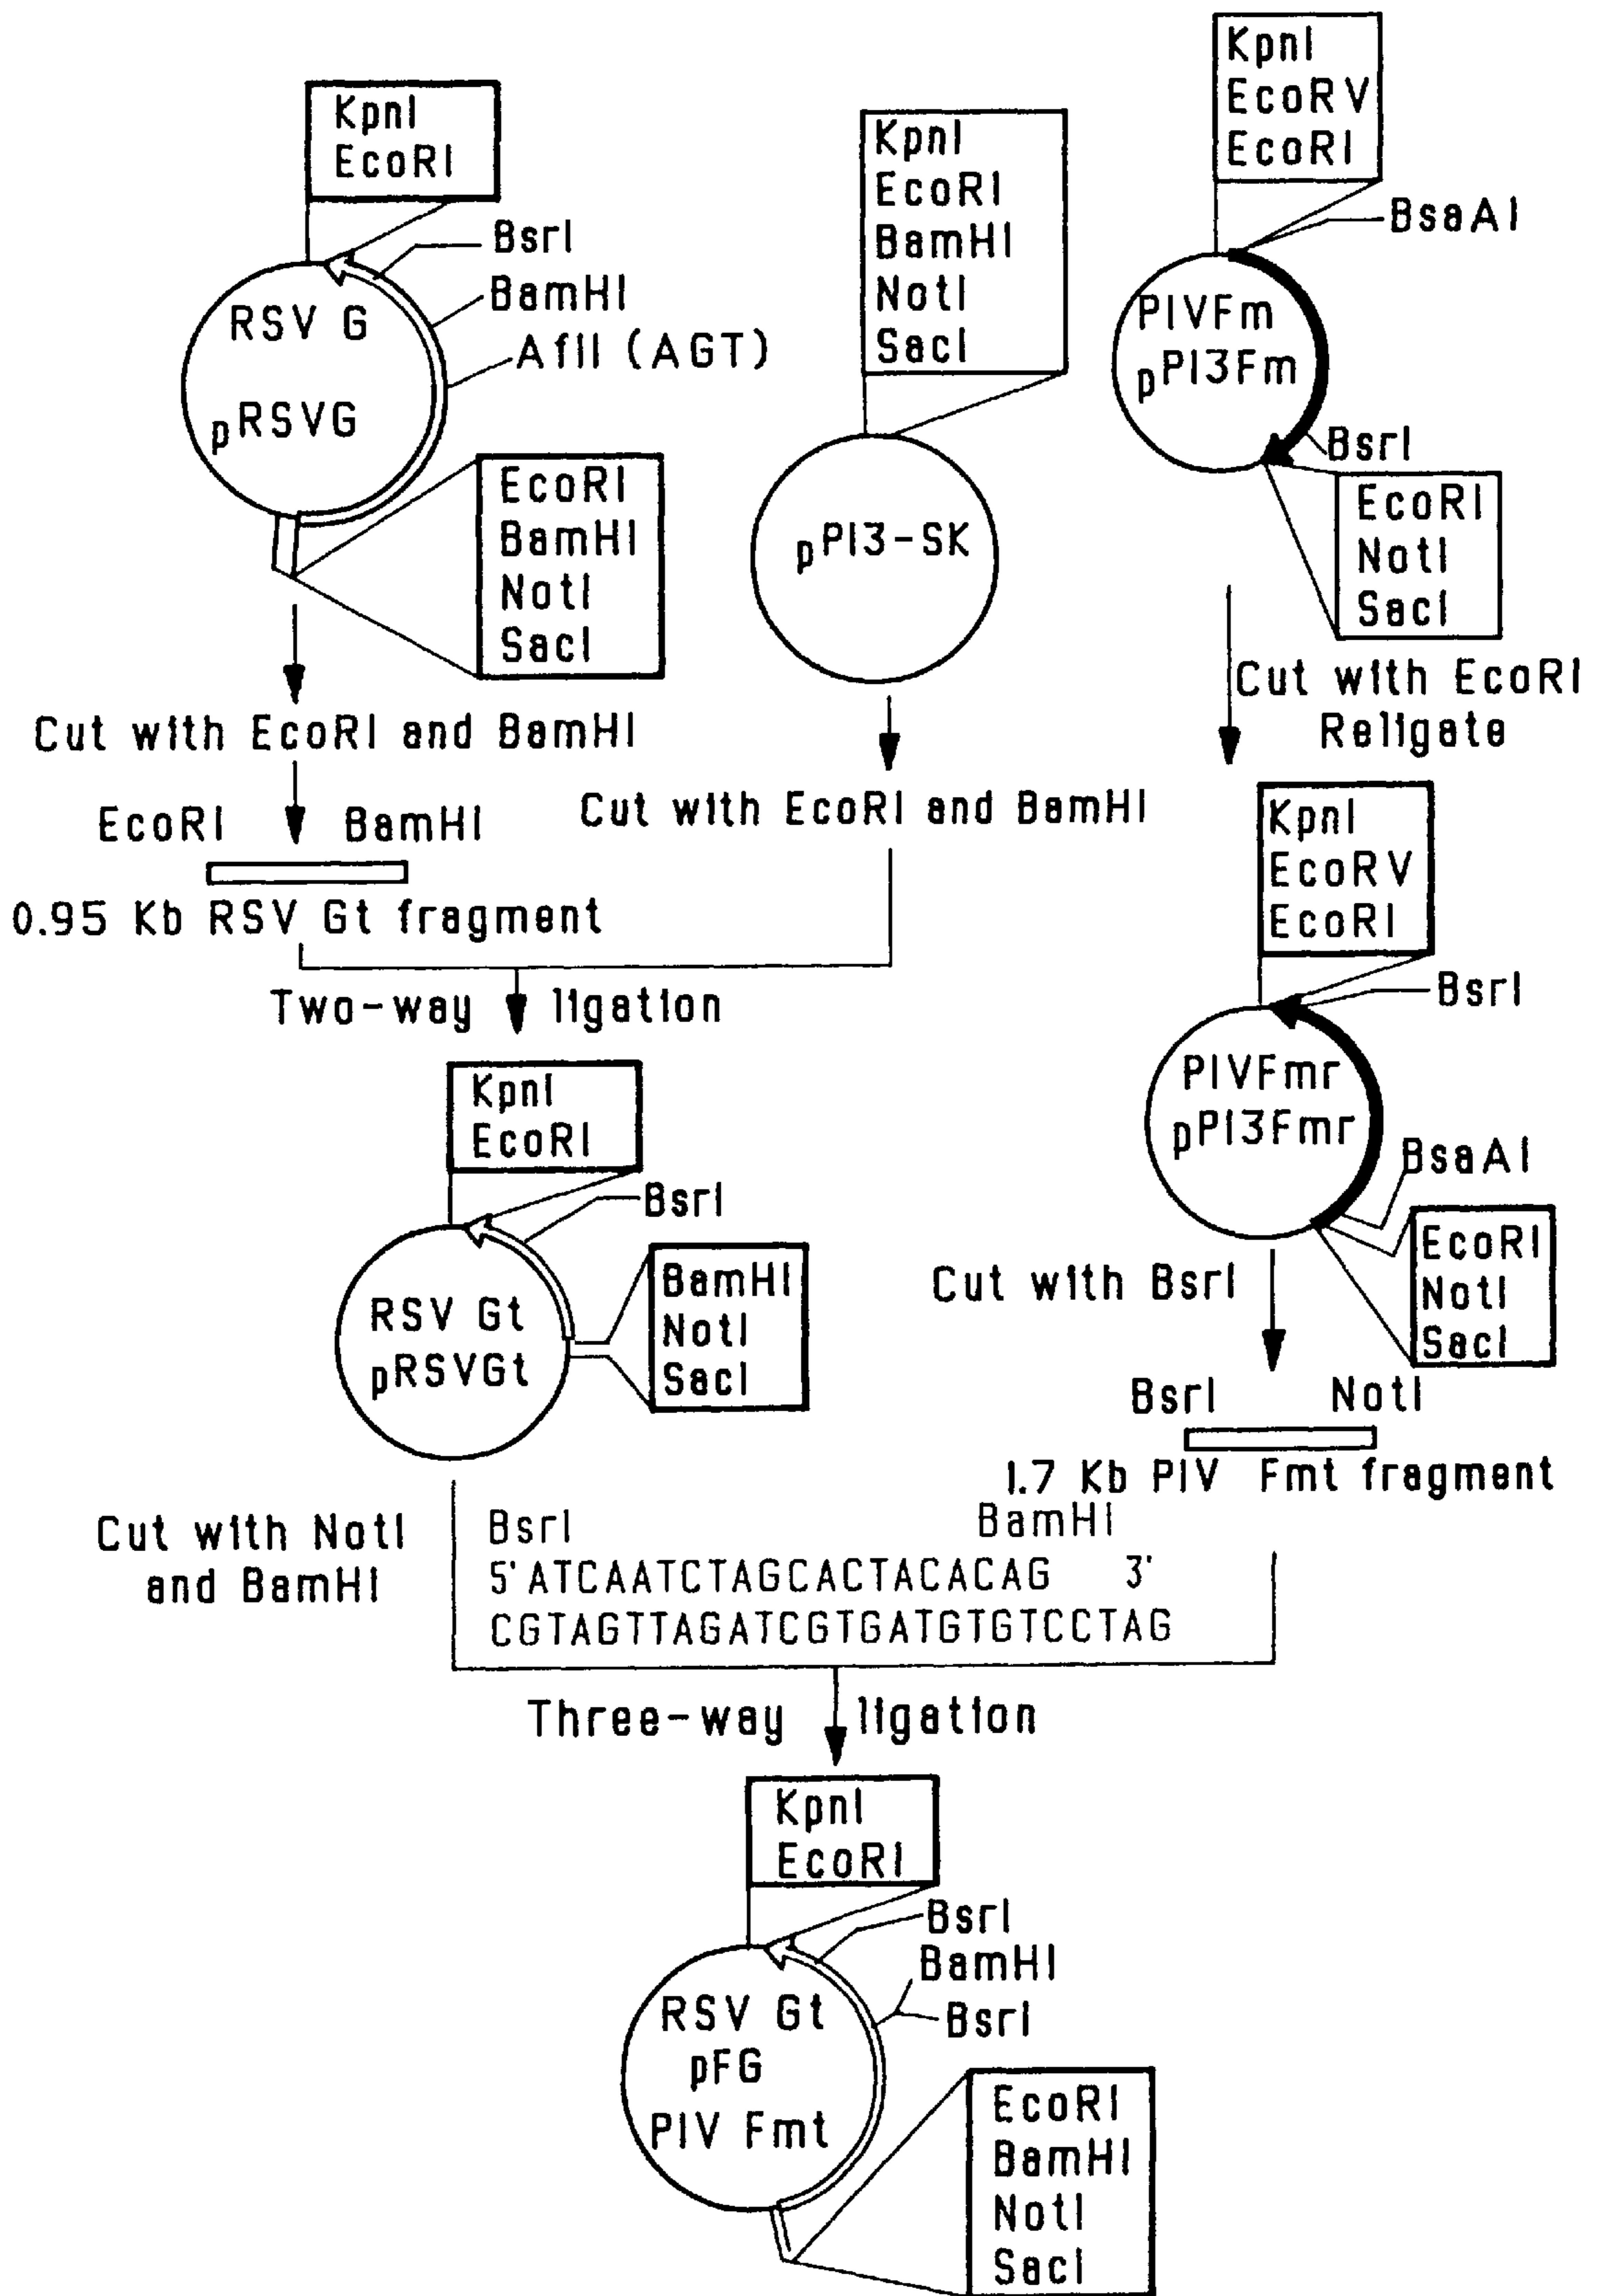 KpnI
EcoRI
BsrI
BamHI
AflI (AGT)
RSV G
pRSVG
EcoRI
BamHI
NotI
SacI
Cut with EcoRI and BamHI
EcoRI
BamHI
0.95 Kb RSV Gt fragment
KpnI
EcoRI
BamHI
NotI
SacI
pPI3-SK
Cut with EcoRI and BamHI
KpnI
EcoRV
EcoRI
BsaAI
PIVFm
pPI3Fm
BsrI
EcoRI
NotI
SacI
Cut with EcoRI
Religate
KpnI
EcoRV
EcoRI
BsrI
PIVFmr
pPI3Fmr
BsaAI
EcoRI
NotI
SacI
Cut with BsrI
BsrI
NotI
1.7 Kb PIV Fmt fragment
Two-way ligation
KpnI
EcoRI
BsrI
BamHI
NotI
SacI
RSV Gt
pRSVGt
Cut with NotI
and BamHI
BsrI
BamHI
5'ATCAATCTAGCACTACACAG 3'
CGTAGTTAGATCGTGATGTGTCCTAG
Three-way ligation
KpnI
EcoRI
BsrI
BamHI
BsrI
RSV Gt
pFG
PIV Fmt
EcoRI
BamHI
NotI
SacI